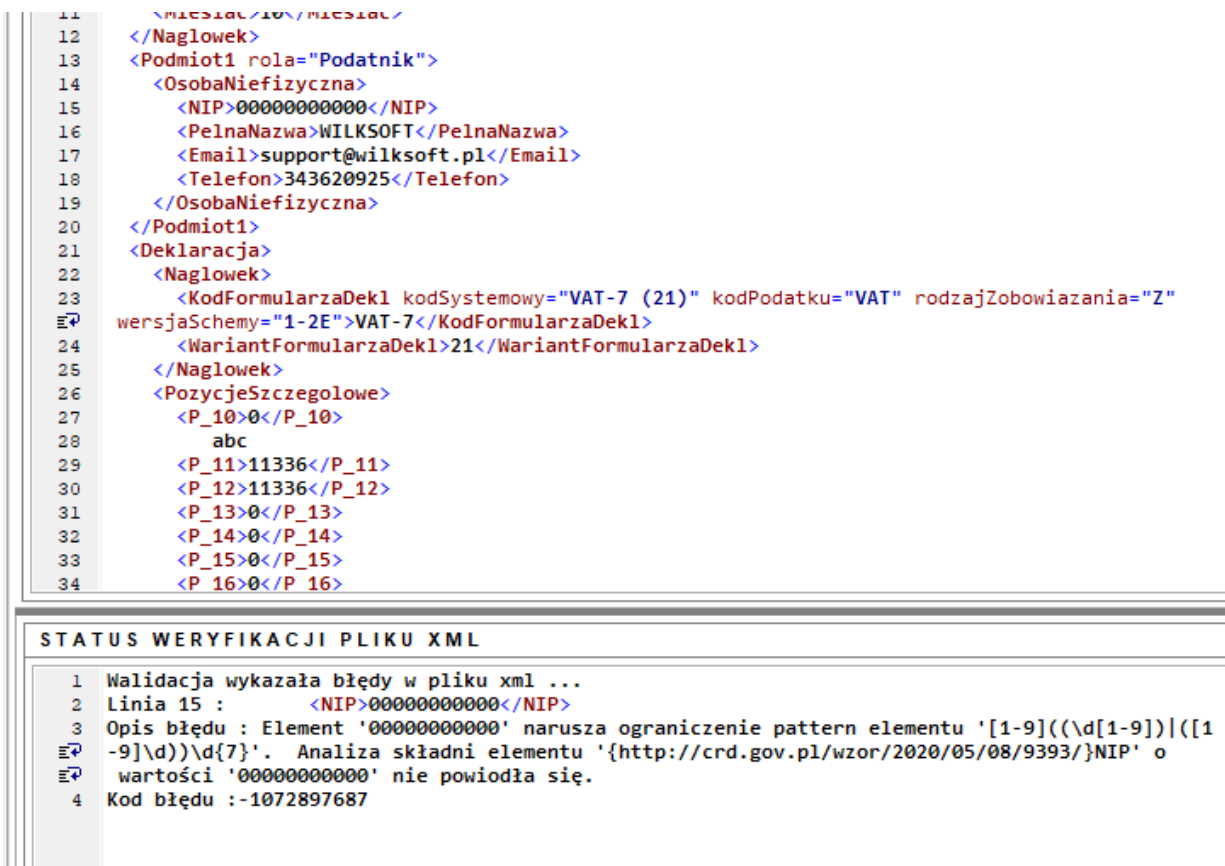 11 <Miesiac>10</Miesiac>
12 </Naglowek>
13 <Podmiot1 rola="Podatnik">
14 <OsobaNiefizyczna>
15 <NIP>00000000000</NIP>
16 <PelnaNazwa>WILKSOFT</PelnaNazwa>
17 <Email>support@wilksoft.pl</Email>
18 <Telefon>343620925</Telefon>
19 </OsobaNiefizyczna>
20 </Podmiot1>
21 <Deklaracja>
22 <Naglowek>
23 <KodFormularzaDekl kodSystemowy="VAT-7 (21)" kodPodatku="VAT" rodzajZobowiazania="Z"
wersjaSchemy="1-2E">VAT-7</KodFormularzaDekl>
24 <WariantFormularzaDekl>21</WariantFormularzaDekl>
25 </Naglowek>
26 <PozycjeSzczegolowe>
27 <P_10>0</P_10>
28 abc
29 <P_11>11336</P_11>
30 <P_12>11336</P_12>
31 <P_13>0</P_13>
32 <P_14>0</P_14>
33 <P_15>0</P_15>
34 <P_16>0</P_16>
STATUS WERYFIKACJI PLIKU XML
1 Walidacja wykazała błędy w pliku xml ...
2 Linia 15 : <NIP>00000000000</NIP>
3 Opis błędu : Element '00000000000' narusza ograniczenie pattern elementu '[1-9]((\d[1-9])|([1
-9]\d))\d{7}'. Analiza składni elementu '{http://crd.gov.pl/wzor/2020/05/08/9393/}NIP' o
wartości '00000000000' nie powiodła się.
4 Kod błędu :-1072897687